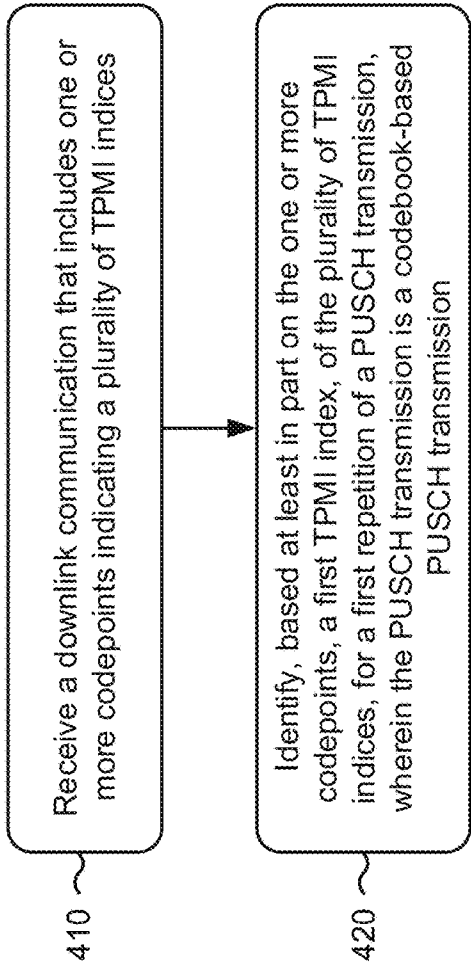 410
Receive a downlink communication that includes one or
more codepoints indicating a plurality of TPMI indices
420
Identify, based at least in part on the one or more
codepoints, a first TPMI index, of the plurality of TPMI
indices, for a first repetition of a PUSCH transmission,
wherein the PUSCH transmission is a codebook-based
PUSCH transmission